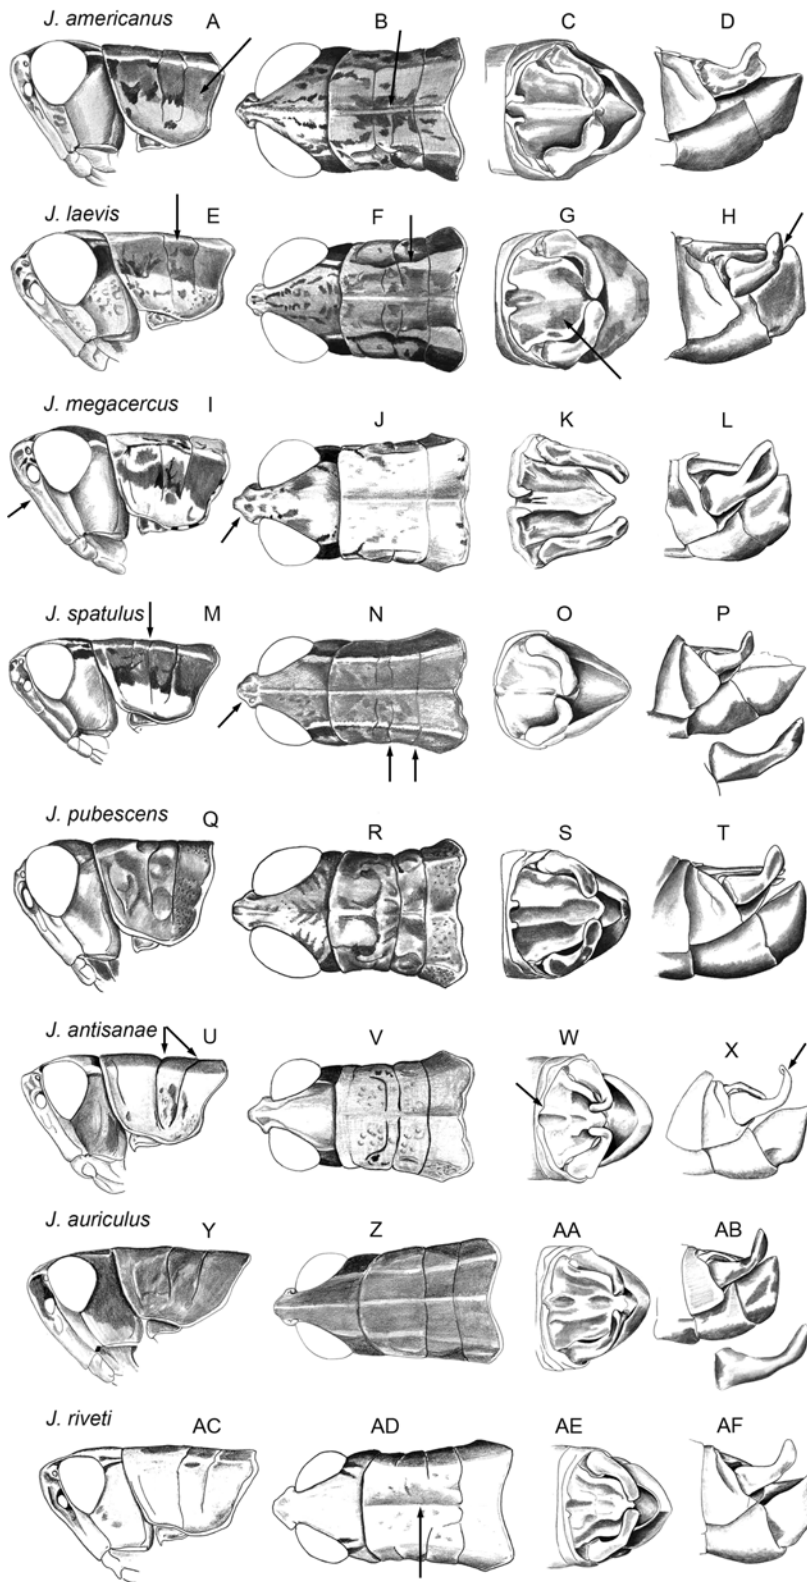 J. americanus A B C D
J. laevis E F G H
J. megacercus I J K L
J. spatulus M N O P
J. pubescens Q R S T
J. antisanae U V W X
J. auriculus Y Z AA AB
J. riveti AC AD AE AF